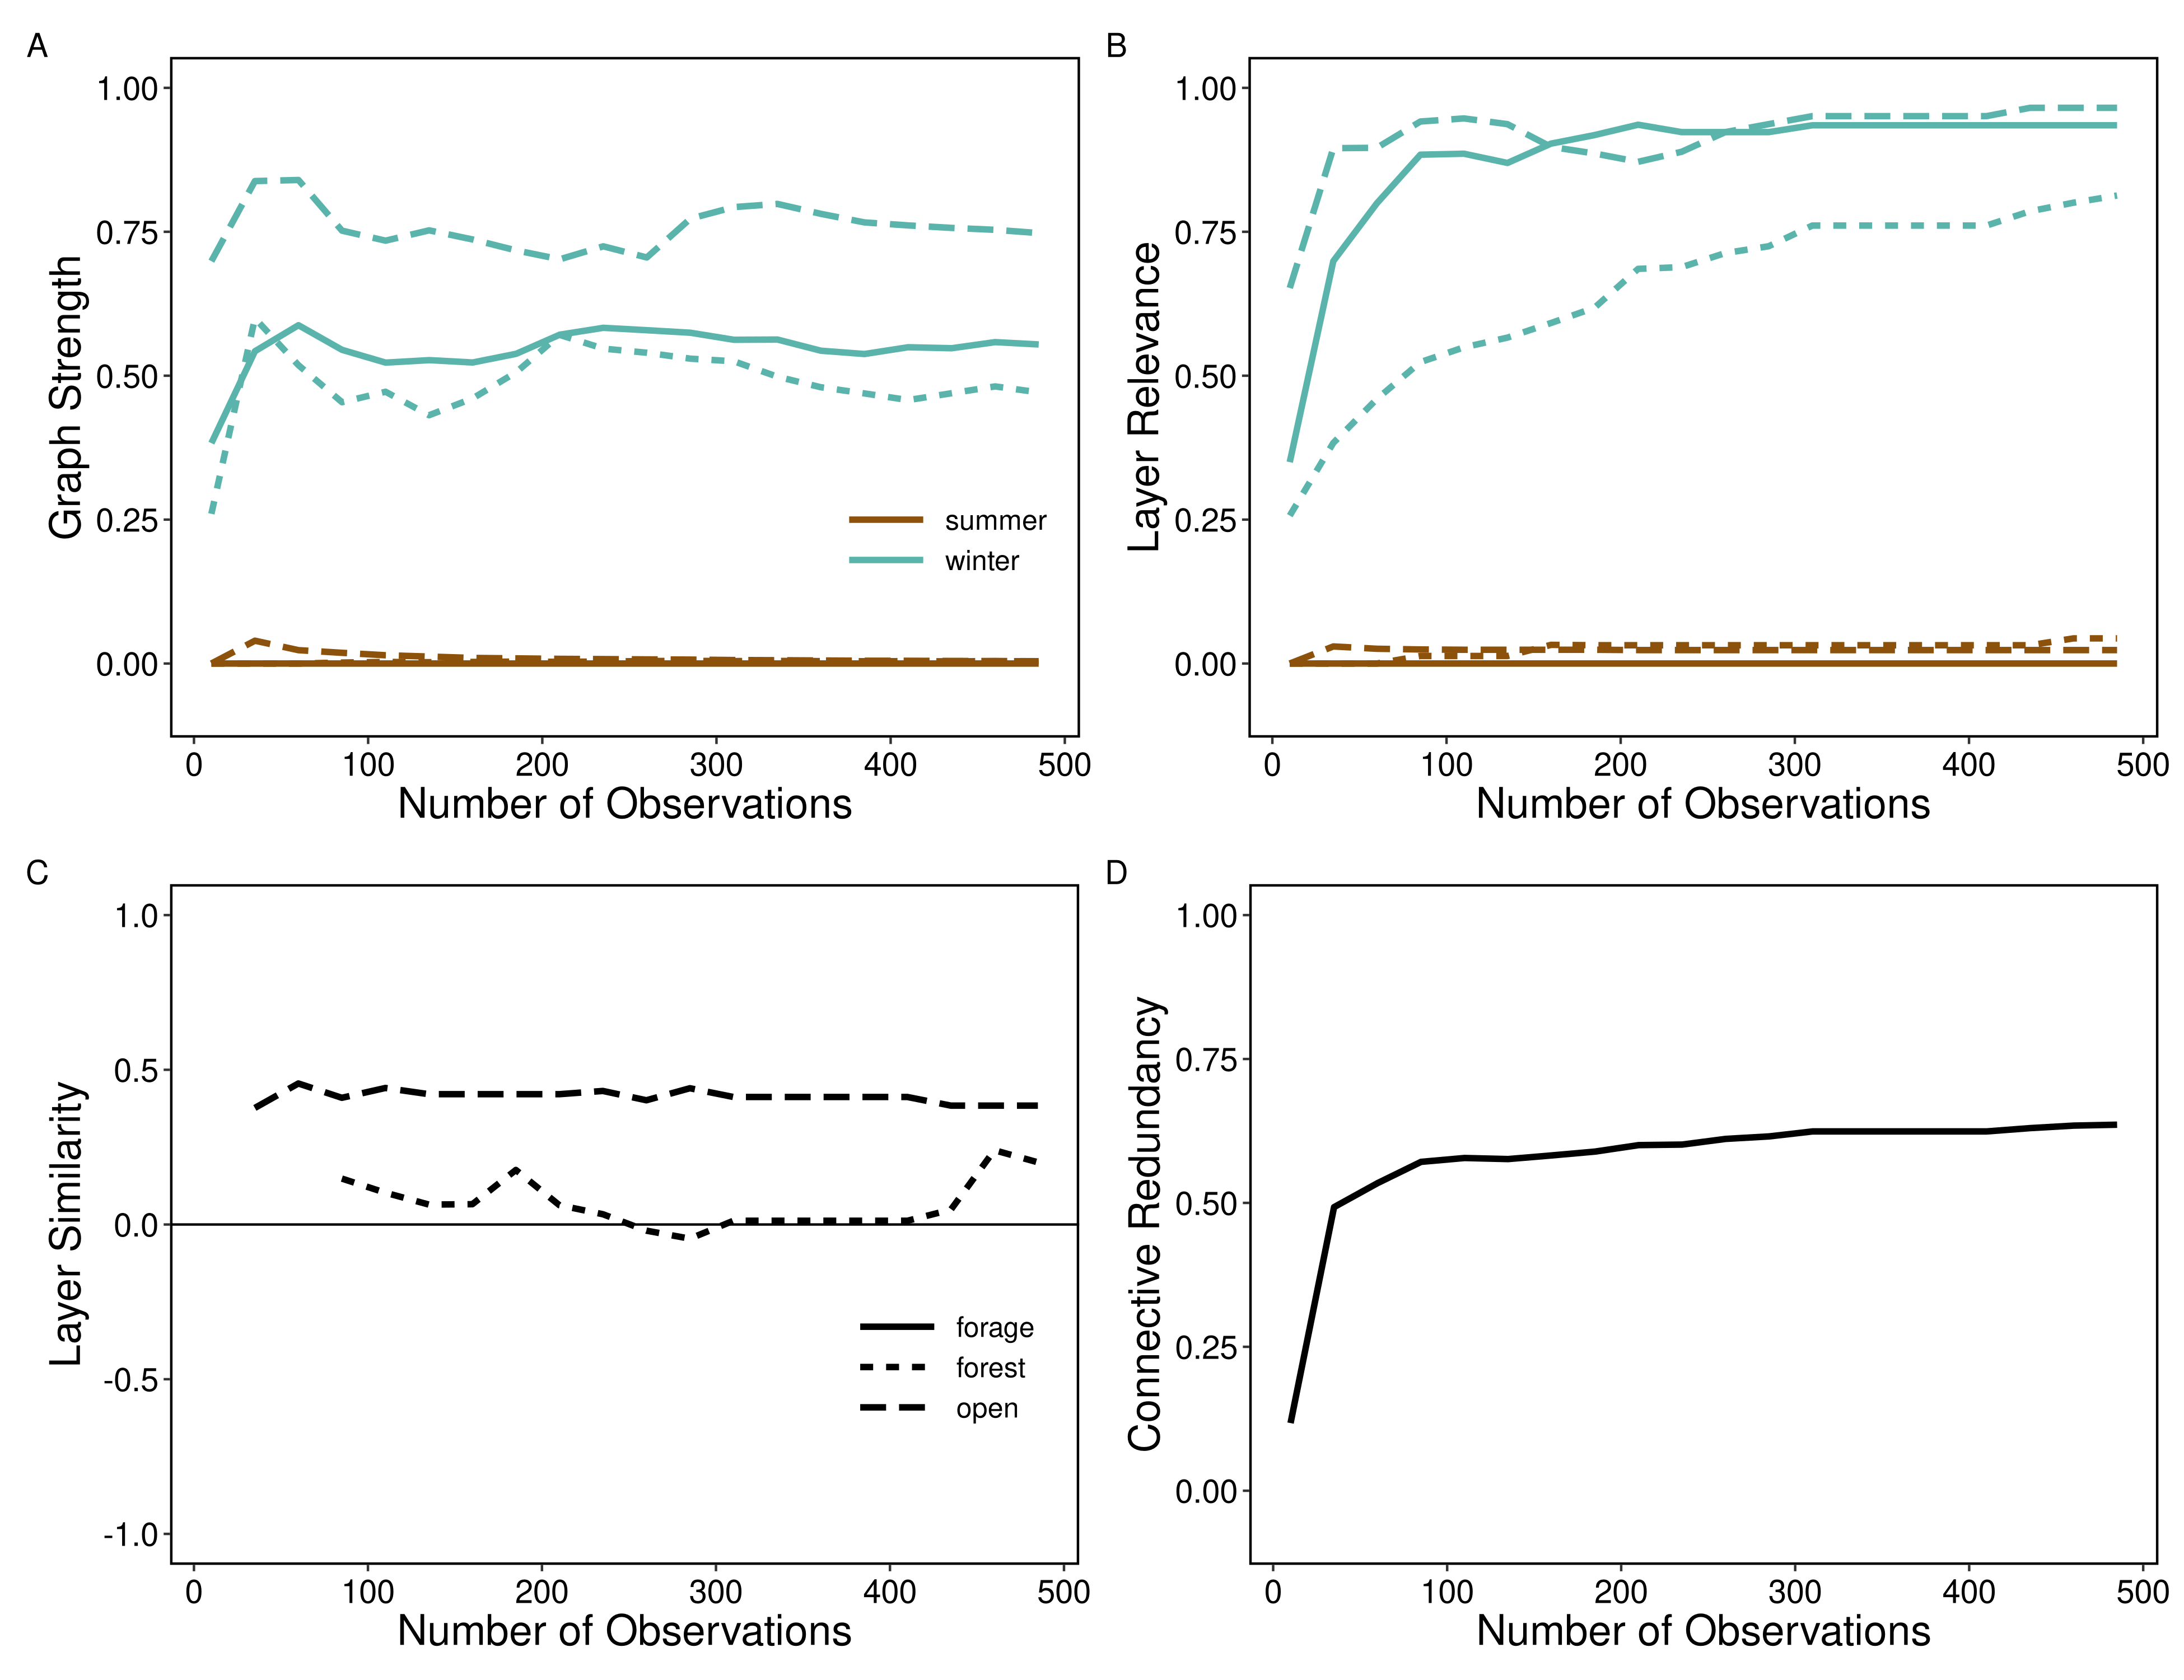 A
1.00
0.75
0.50
0.25
0.00
Graph Strength
summer
winter
0 100 200 300 400 500
Number of Observations
B
1.00
0.75
0.50
0.25
0.00
Layer Relevance
0 100 200 300 400 500
Number of Observations
C
1.0
0.5
0.0
-0.5
-1.0
Layer Similarity
forage
forest
open
0 100 200 300 400 500
Number of Observations
D
1.00
0.75
0.50
0.25
0.00
Connective Redundancy
0 100 200 300 400 500
Number of Observations